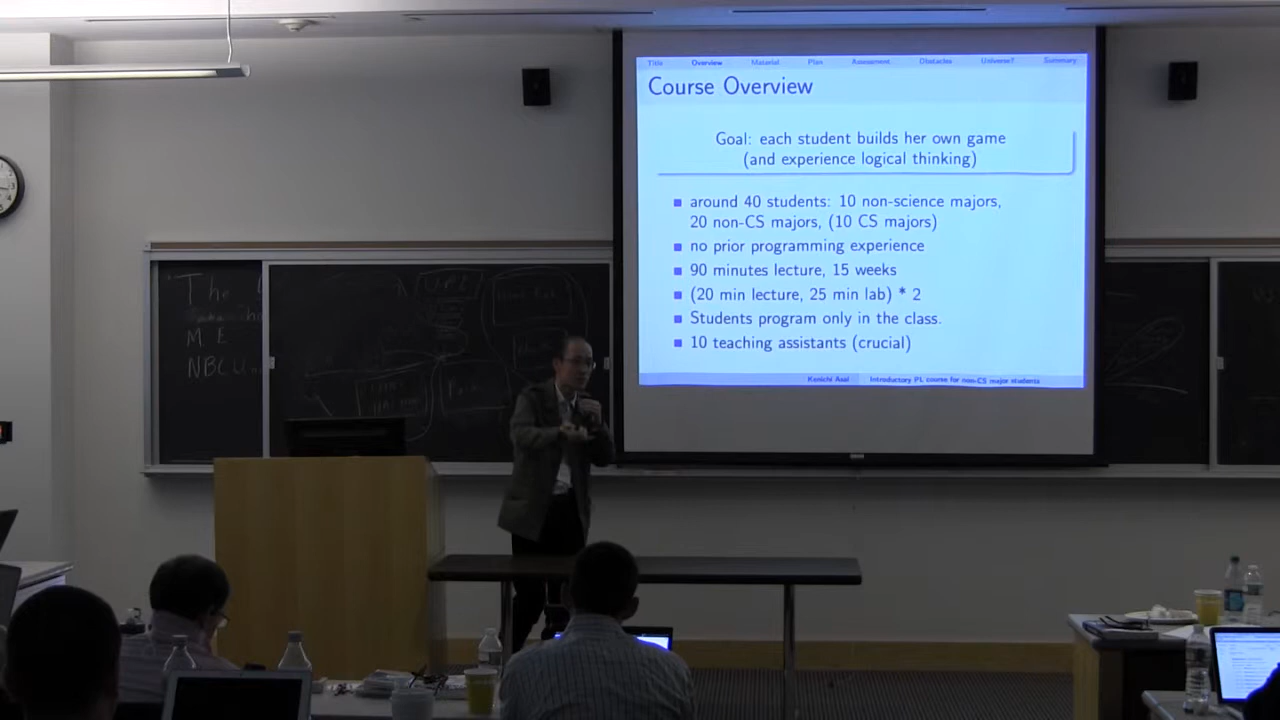 Title Overview Material Plan Assessment Obstacles Universe? Summary
Course Overview
Goal: each student builds her own game
(and experience logical thinking)
around 40 students: 10 non-science majors,
20 non-CS majors, (10 CS majors)
no prior programming experience
90 minutes lecture, 15 weeks
(20 min lecture, 25 min lab) * 2
Students program only in the class.
10 teaching assistants (crucial)
Kenichi Asai Introductory PL course for non-CS major students
The
M E
NBC